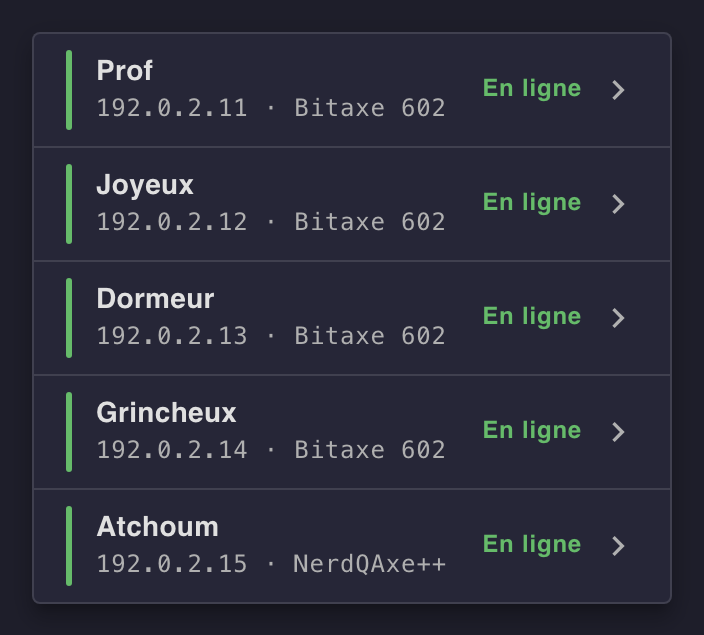 Prof
192.0.2.11 · Bitaxe 602
En ligne
Joyeux
192.0.2.12 · Bitaxe 602
En ligne
Dormeur
192.0.2.13 · Bitaxe 602
En ligne
Grincheux
192.0.2.14 · Bitaxe 602
En ligne
Atchoum
192.0.2.15 · NerdQAxe++
En ligne